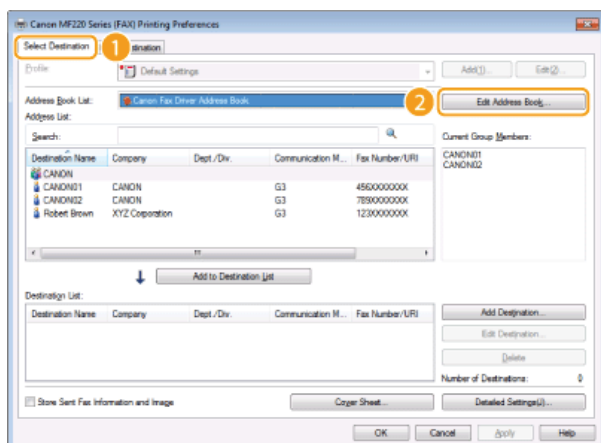 Canon MF220 Series (FAX) Printing Preferences
Select Destination 1 stination
Profile: Default Settings Add(1)... Edit(2)...
Address Book List: Canon Fax Driver Address Book 2 Edit Address Book...
Address List:
Search: Current Group Members:
Destination Name Company Dept./Div. Communication M... Fax Number/URI CANON01
CANON CANON02
CANON01 CANON G3 456XXXXXXX
CANON02 CANON G3 789XXXXXXX
Robert Brown XYZ Corporation G3 123XXXXXXX
Add to Destination List
Destination List:
Destination Name Company Dept./Div. Communication M... Fax Number/URI Add Destination...
Edit Destination...
Delete
Number of Destinations: 0
Store Sent Fax Information and Image Cover Sheet... Detailed Settings(J)...
OK Cancel Apply Help